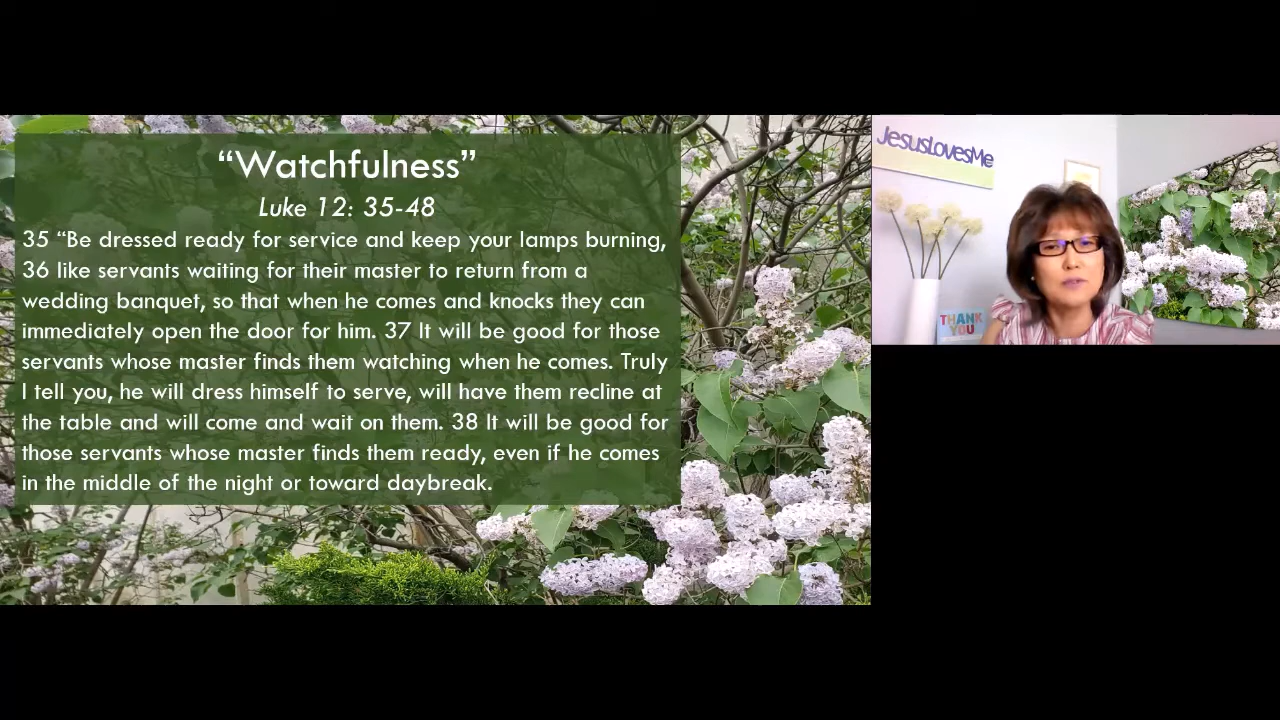 “Watchfulness”
Luke 12: 35-48
35 “Be dressed ready for service and keep your lamps burning,
36 like servants waiting for their master to return from a
wedding banquet, so that when he comes and knocks they can
immediately open the door for him. 37 It will be good for those
servants whose master finds them watching when he comes. Truly
I tell you, he will dress himself to serve, will have them recline at
the table and will come and wait on them. 38 It will be good for
those servants whose master finds them ready, even if he comes
in the middle of the night or toward daybreak.
JesusLovesMe
THANK
YOU